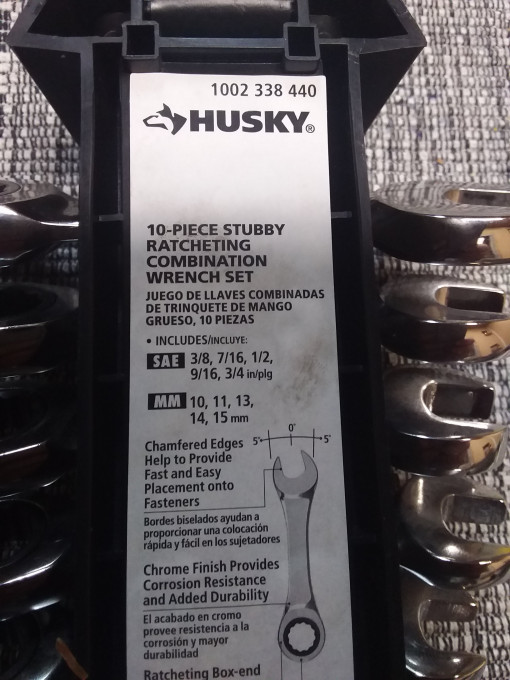 1002 338 440
HUSKY®
10-PIECE STUBBY
RATCHETING
COMBINATION
WRENCH SET
JUEGO DE LLAVES COMBINADAS
DE TRINQUETE DE MANGO
GRUESO, 10 PIEZAS
• INCLUDES/INCLUYE:
SAE 3/8, 7/16, 1/2,
9/16, 3/4 in/plg
MM 10, 11, 13,
14, 15 mm
5° 0° 5°
Chamfered Edges
Help to Provide
Fast and Easy
Placement onto
Fasteners
Bordes biselados ayudan a
proporcionar una colocación
rápida y fácil en los sujetadores
Chrome Finish Provides
Corrosion Resistance
and Added Durability
El acabado en cromo
provee resistencia a la
corrosión y mayor
durabilidad
Ratcheting Box-end